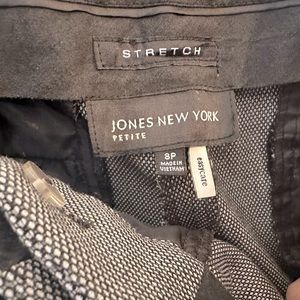 STRETCH
JONES NEW YORK
PETITE
8P
MADE IN
VIETNAM
easycare